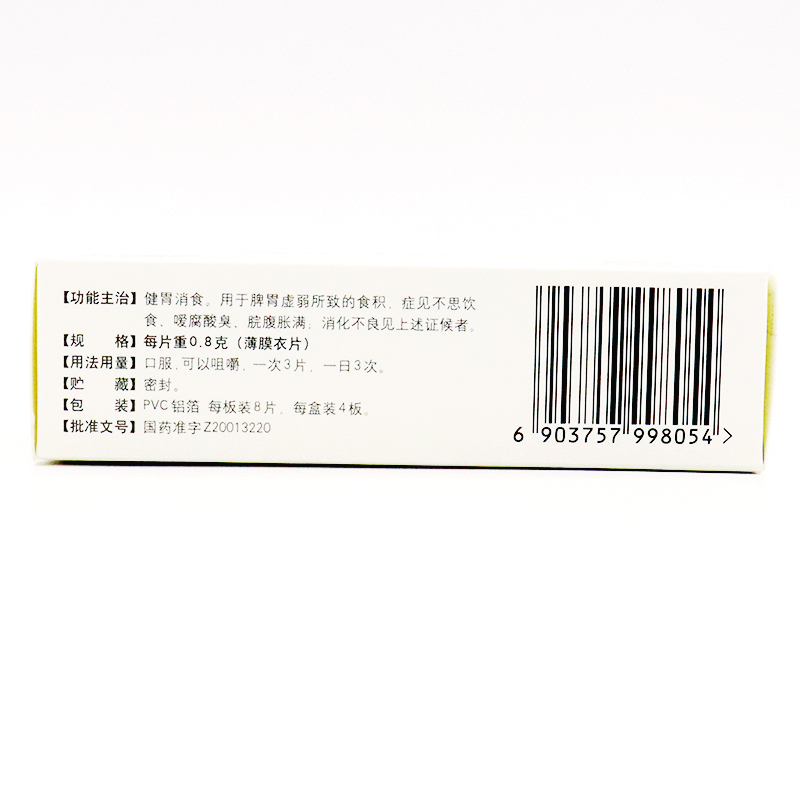 【功能主治】健胃消食。用于脾胃虚弱所致的食积，症见不思饮
食、嗳腐酸臭、脘腹胀满，消化不良见上述证候者。
【规 格】每片重0.8克（薄膜衣片）
【用法用量】口服，可以咀嚼，一次3片，一日3次。
【贮 藏】密封。
【包 装】PVC铝箔 每板装8片，每盒装4板。
【批准文号】国药准字Z20013220
6 903757 998054 >